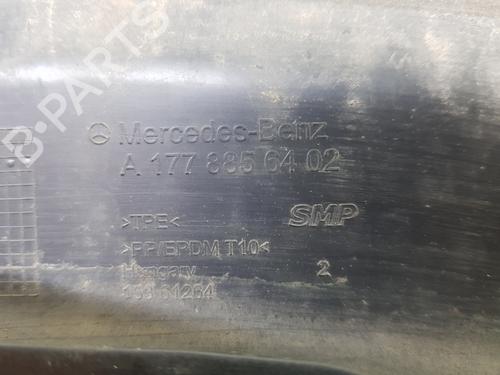 B-PARTS
Mercedes-Benz
A 177 885 64 02
>TPE<
SMP
>PP/EPDM T10<
Hungary
2